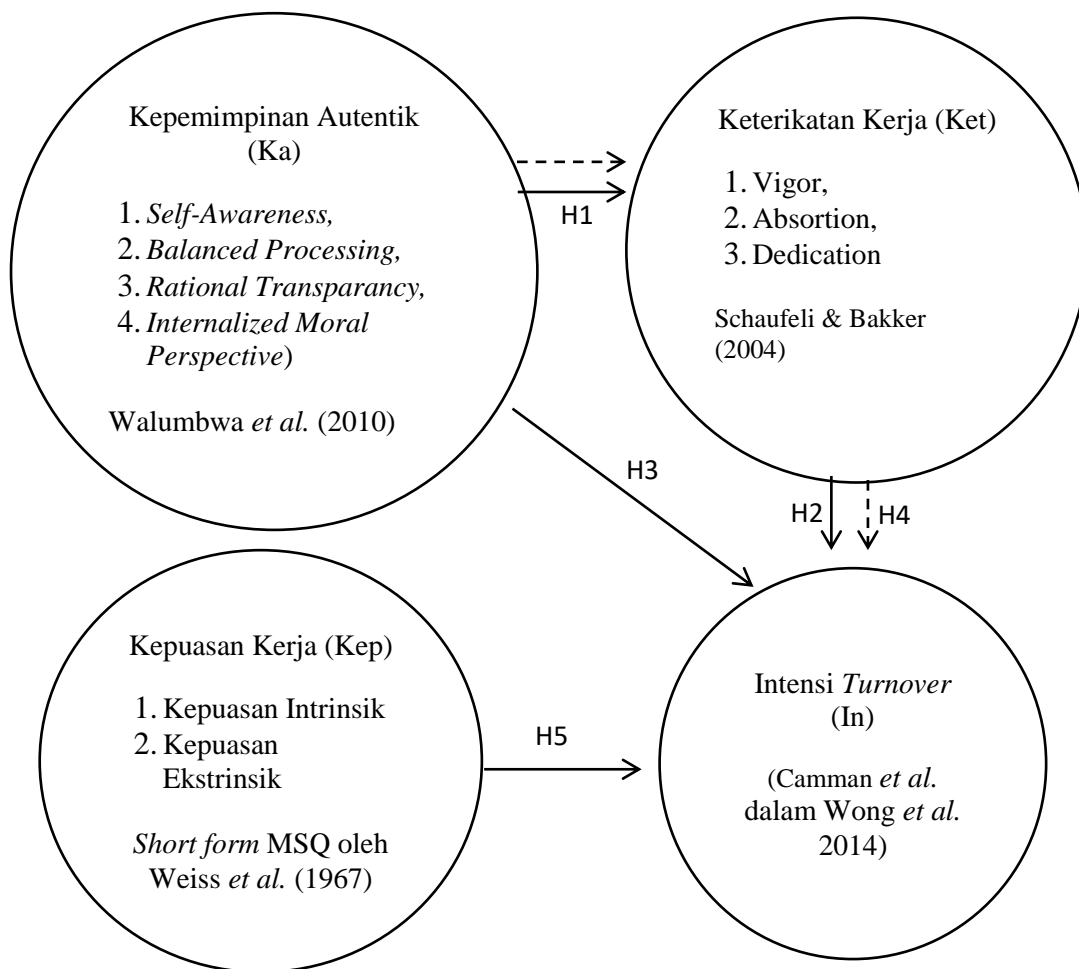 Kepemimpinan Autentik
(Ka)
1. Self-Awareness,
2. Balanced Processing,
3. Rational Transparancy,
4. Internalized Moral
Perspective)
Walumbwa et al. (2010)
H1
Keterikatan Kerja (Ket)
1. Vigor,
2. Absortion,
3. Dedication
Schaufeli & Bakker
(2004)
H3
H2
H4
Kepuasan Kerja (Kep)
1. Kepuasan Intrinsik
2. Kepuasan
Ekstrinsik
Short form MSQ oleh
Weiss et al. (1967)
H5
Intensi Turnover
(In)
(Camman et al.
dalam Wong et al.
2014)